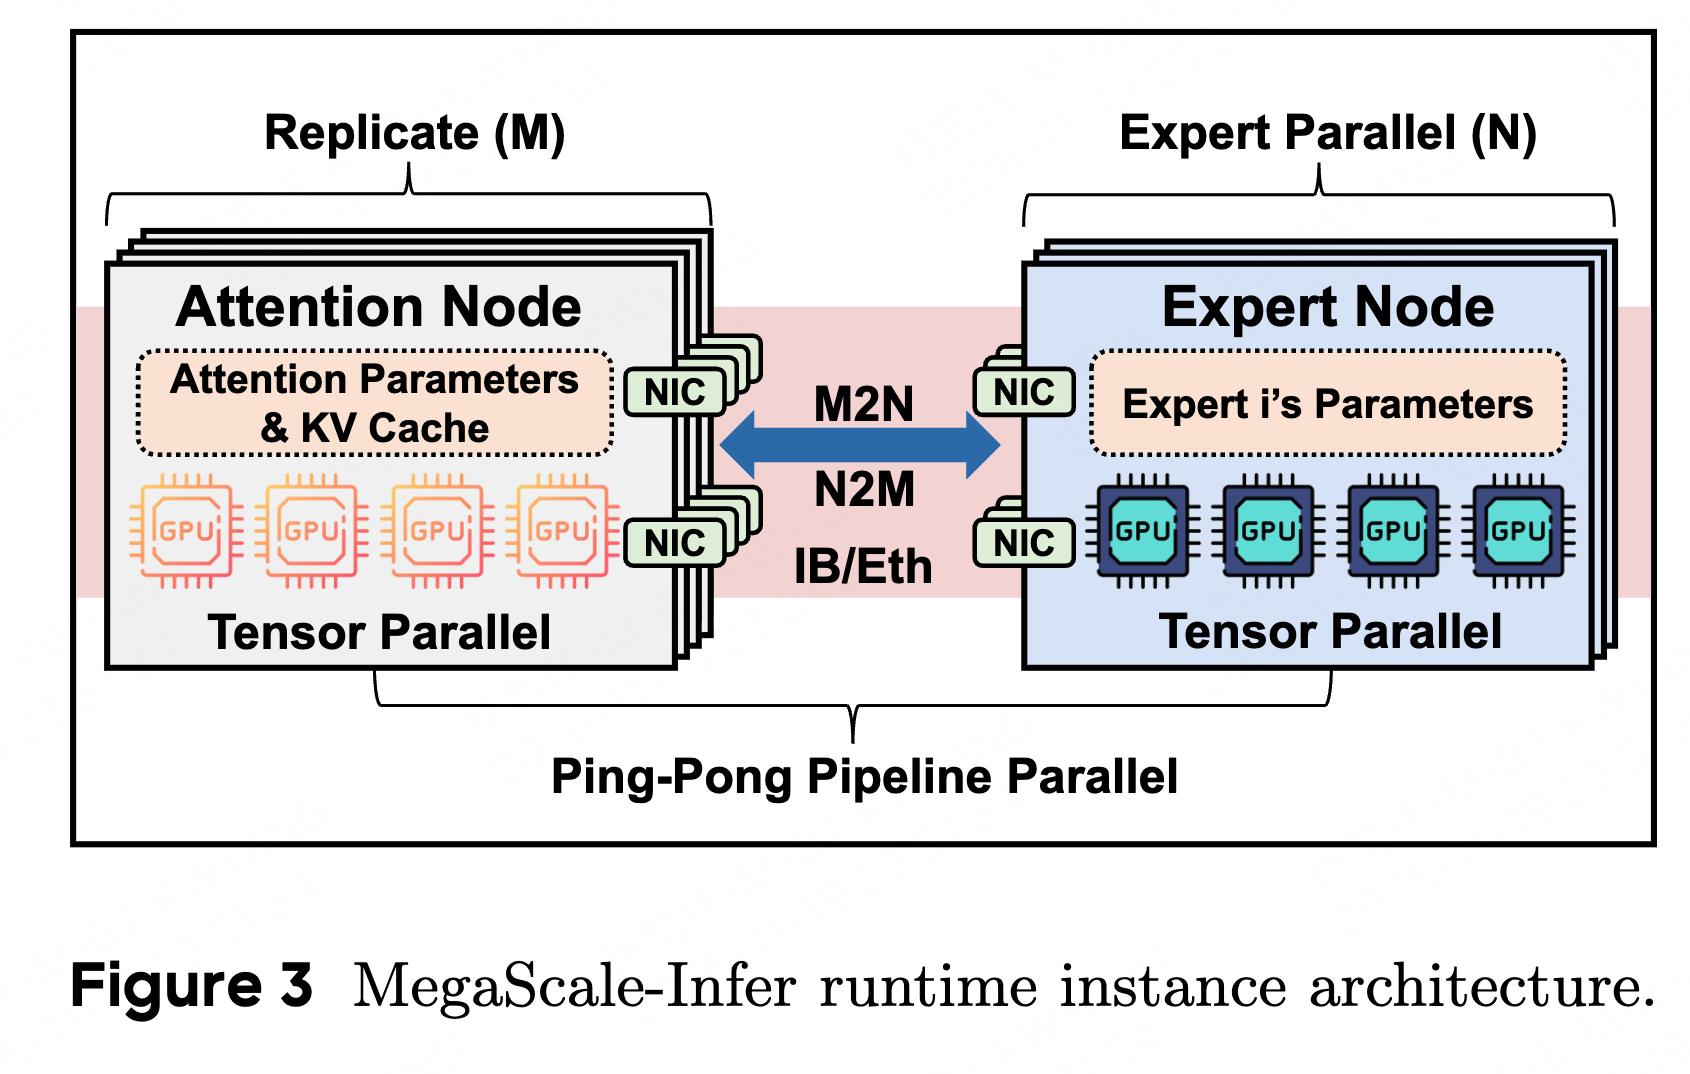 Replicate (M)
Expert Parallel (N)
Attention Node
Attention Parameters
& KV Cache
NIC
GPU GPU GPU GPU
NIC
Tensor Parallel
M2N
N2M
IB/Eth
Expert Node
NIC
Expert i’s Parameters
NIC
GPU GPU GPU GPU
Tensor Parallel
Ping-Pong Pipeline Parallel
Figure 3 MegaScale-Infer runtime instance architecture.